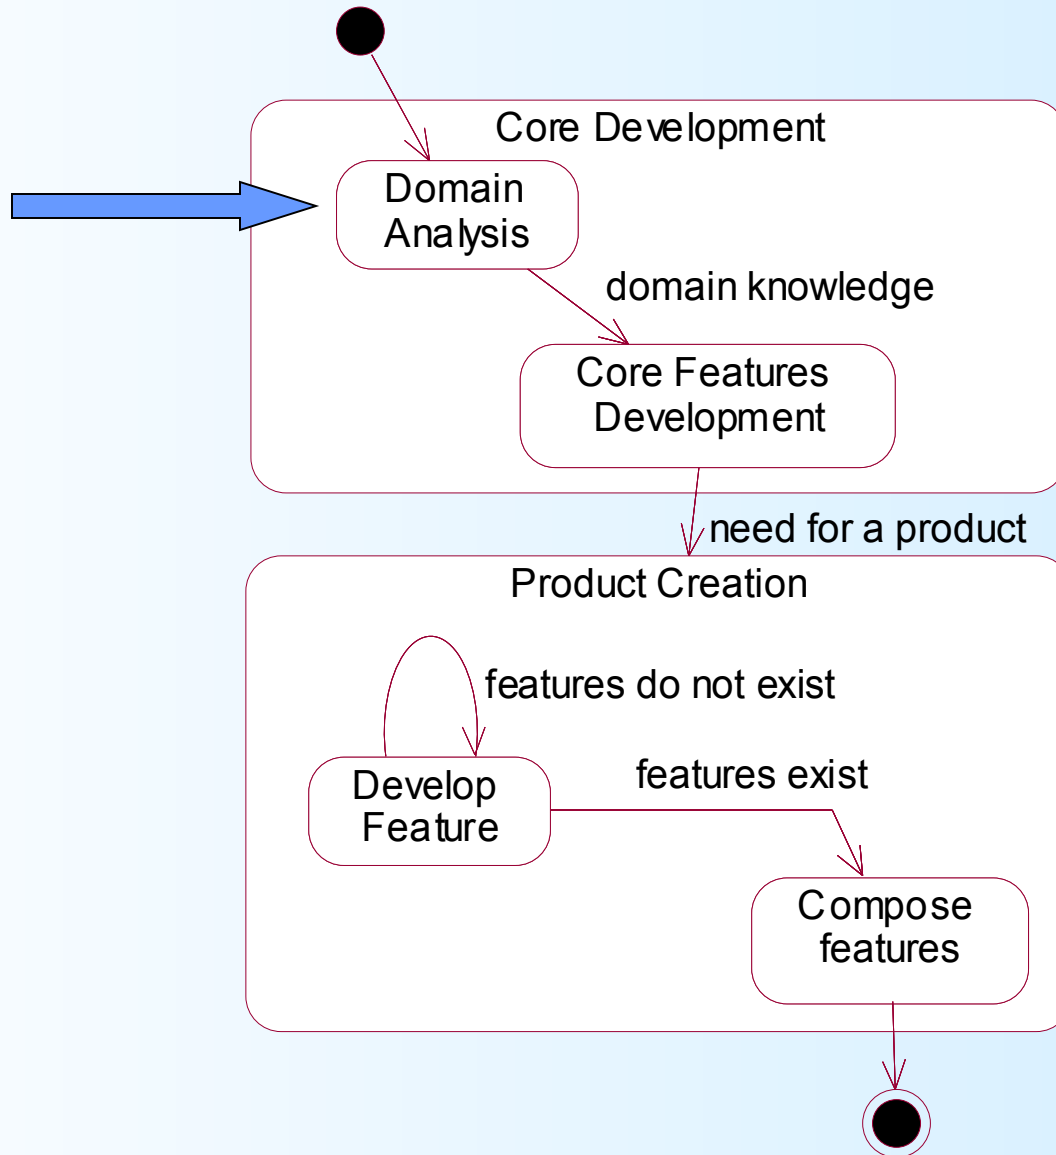 Core Development
Domain
Analysis
domain knowledge
Core Features
Development
need for a product
Product Creation
features do not exist
Develop
Feature
features exist
Compose
features